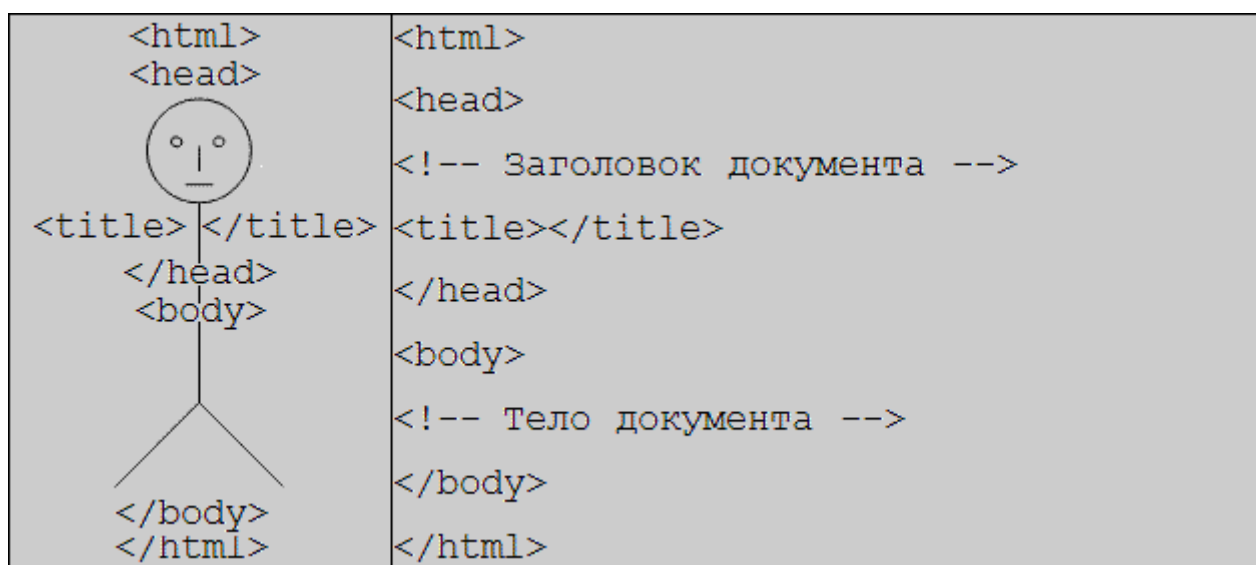 <html>
<head>
<title> </title>
</head>
<body>
</body>
</html>
<html>
<head>
<!-- Заголовок документа -->
<title></title>
</head>
<body>
<!-- Тело документа -->
</body>
</html>